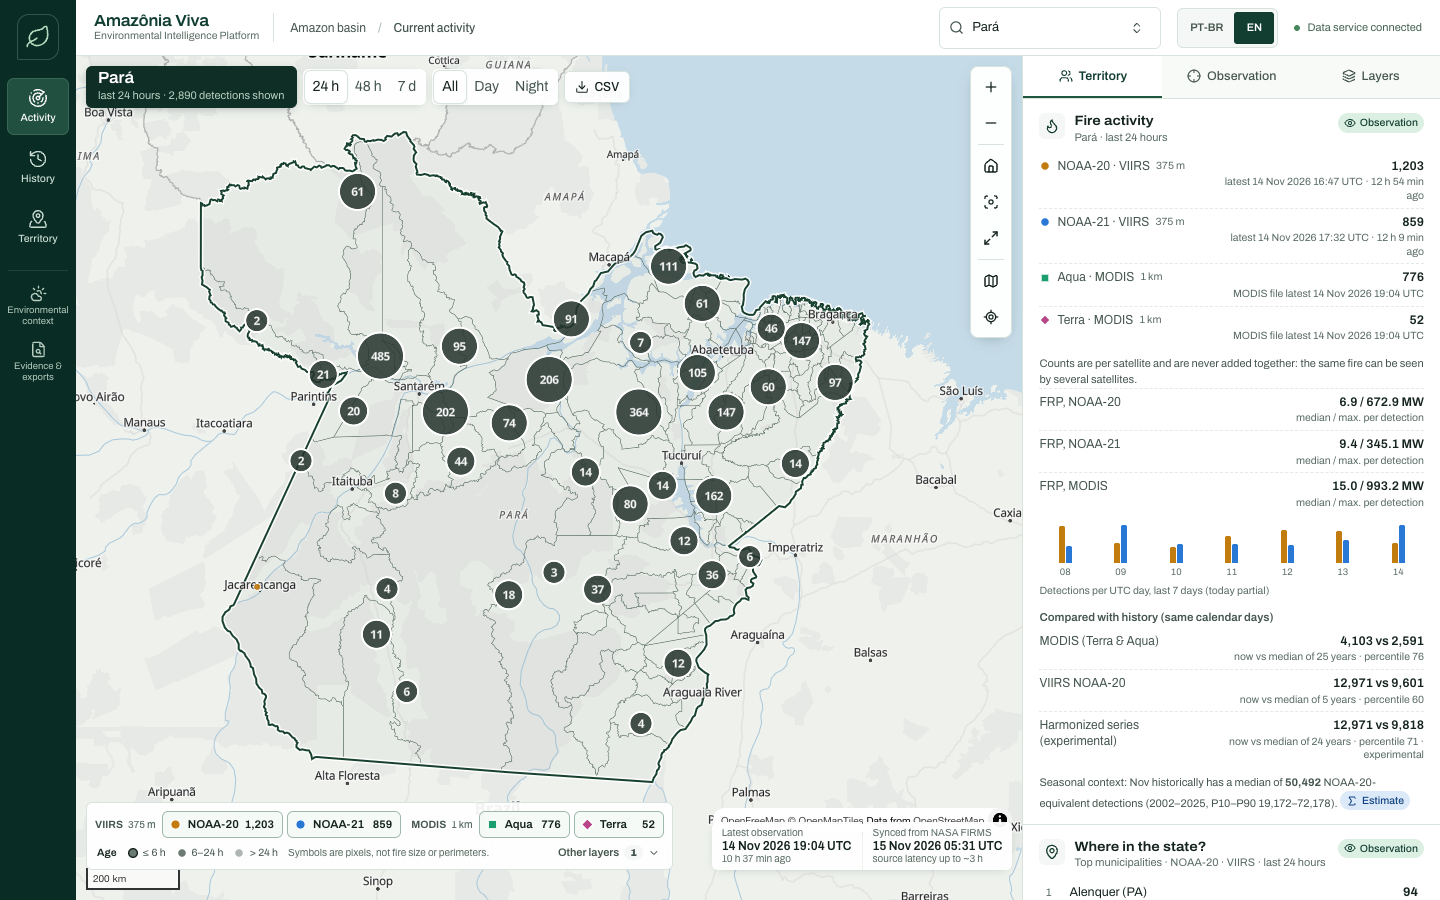 Amazônia Viva
Environmental Intelligence Platform
Amazon basin / Current activity
Pará
PT-BR EN
Data service connected
Activity
History
Territory
Environmental context
Evidence & exports
Pará
last 24 hours · 2,890 detections shown
24 h 48 h 7 d
All Day Night
CSV
Cottica
GUIANA
Boa Vista
Amapá
AMAPÁ
61
Macapá
111
61
2
91
46
Bragança
147
485
95
7
Abaetetuba
21
206
105
60
97
Parintins
Santarém
20
202
74
364
147
São Luís
Manaus
Itacoatiara
2
44
Tucuruí
14
14
14
Itaituba
8
80
162
Bacabal
PARÁ
12
MARANHÃO
6
Imperatriz
Jacareacanga
4
18
3
37
36
11
Araguaína
Balsas
12
6
Araguaia River
4
Alta Floresta
Aripuanã
Palmas
Brazil
Sinop
Barreiras
VIIRS 375 m NOAA-20 1,203 NOAA-21 859 MODIS 1 km Aqua 776 Terra 52
Age ≤ 6 h 6–24 h > 24 h Symbols are pixels, not fire size or perimeters. Other layers 1
200 km
OpenFreeMap © OpenMapTiles Data from OpenStreetMap
Latest observation
14 Nov 2026 19:04 UTC
10 h 37 min ago
Synced from NASA FIRMS
15 Nov 2026 05:31 UTC
source latency up to ~3 h
Territory Observation Layers
Fire activity
Observation
Pará · last 24 hours
NOAA-20 · VIIRS 375 m 1,203
latest 14 Nov 2026 16:47 UTC · 12 h 54 min
ago
NOAA-21 · VIIRS 375 m 859
latest 14 Nov 2026 17:32 UTC · 12 h 9 min
ago
Aqua · MODIS 1 km 776
MODIS file latest 14 Nov 2026 19:04 UTC
Terra · MODIS 1 km 52
MODIS file latest 14 Nov 2026 19:04 UTC
Counts are per satellite and are never added together: the same fire can be seen
by several satellites.
FRP, NOAA-20 6.9 / 672.9 MW
median / max. per detection
FRP, NOAA-21 9.4 / 345.1 MW
median / max. per detection
FRP, MODIS 15.0 / 993.2 MW
median / max. per detection
08 09 10 11 12 13 14
Detections per UTC day, last 7 days (today partial)
Compared with history (same calendar days)
MODIS (Terra & Aqua) 4,103 vs 2,591
now vs median of 25 years · percentile 76
VIIRS NOAA-20 12,971 vs 9,601
now vs median of 5 years · percentile 60
Harmonized series (experimental) 12,971 vs 9,818
now vs median of 24 years · percentile 71 ·
experimental
Seasonal context: Nov historically has a median of 50,492 NOAA-20-
equivalent detections (2002–2025, P10–P90 19,172–72,178). Estimate
Where in the state?
Observation
Top municipalities · NOAA-20 · VIIRS · last 24 hours
1 Alenquer (PA) 94